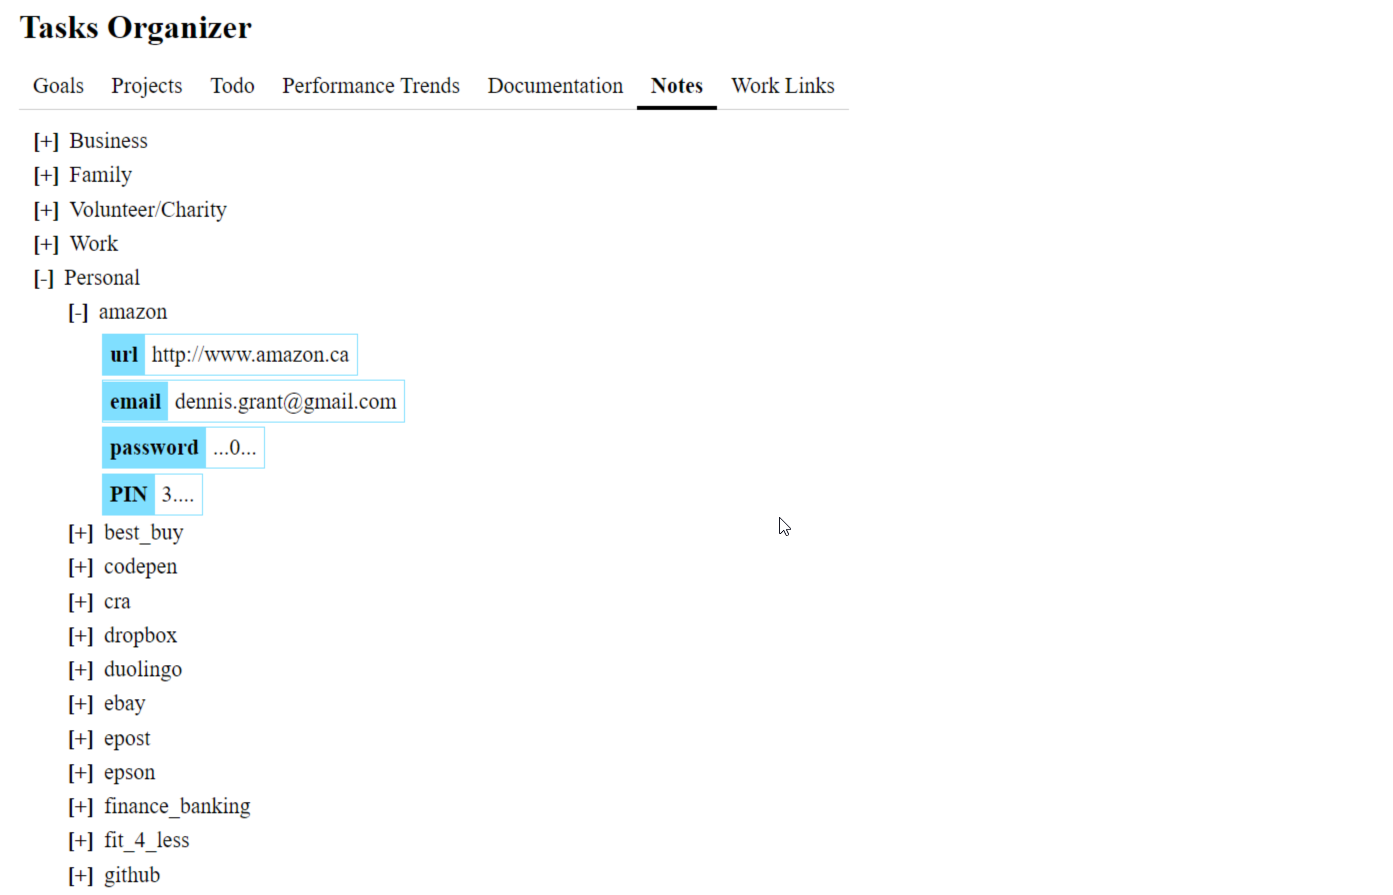 Tasks Organizer
Goals Projects Todo Performance Trends Documentation Notes Work Links
[+] Business
[+] Family
[+] Volunteer/Charity
[+] Work
[-] Personal
[-] amazon
url http://www.amazon.ca
email dennis.grant@gmail.com
password ...0...
PIN 3....
[+] best_buy
[+] codepen
[+] cra
[+] dropbox
[+] duolingo
[+] ebay
[+] epost
[+] epson
[+] finance_banking
[+] fit_4_less
[+] github